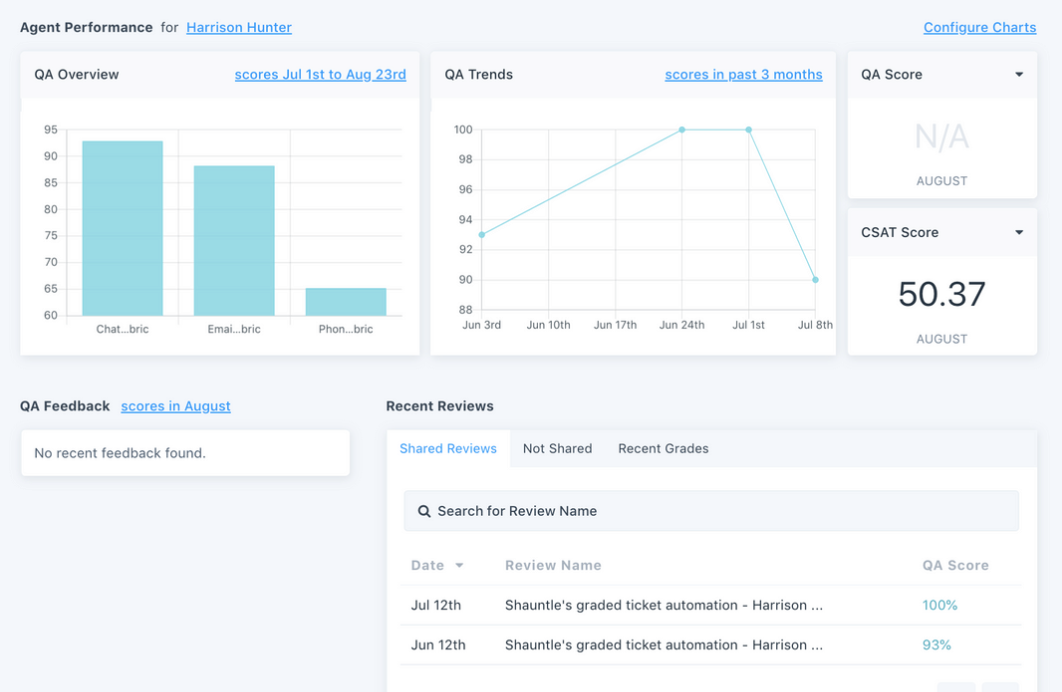 Agent Performance for Harrison Hunter
Configure Charts
QA Overview
scores Jul 1st to Aug 23rd
95
90
85
80
75
70
65
60
Chat...bric
Emai...bric
Phon...bric
QA Trends
scores in past 3 months
100
98
96
94
92
90
88
Jun 3rd
Jun 10th
Jun 17th
Jun 24th
Jul 1st
Jul 8th
QA Score
N/A
AUGUST
CSAT Score
50.37
AUGUST
QA Feedback scores in August
No recent feedback found.
Recent Reviews
Shared Reviews Not Shared Recent Grades
Search for Review Name
Date Review Name QA Score
Jul 12th Shauntle's graded ticket automation - Harrison ... 100%
Jun 12th Shauntle's graded ticket automation - Harrison ... 93%